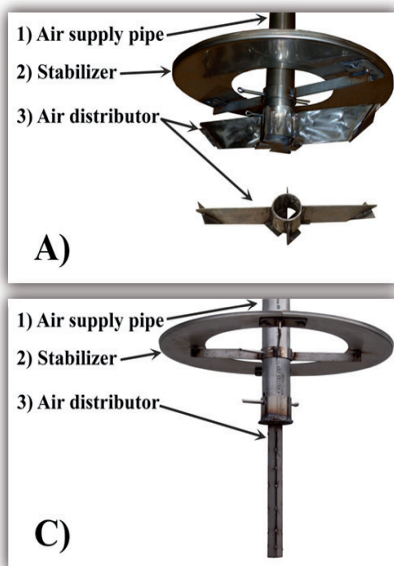 1) Air supply pipe
2) Stabilizer
3) Air distributor
A)
1) Air supply pipe
2) Stabilizer
3) Air distributor
C)